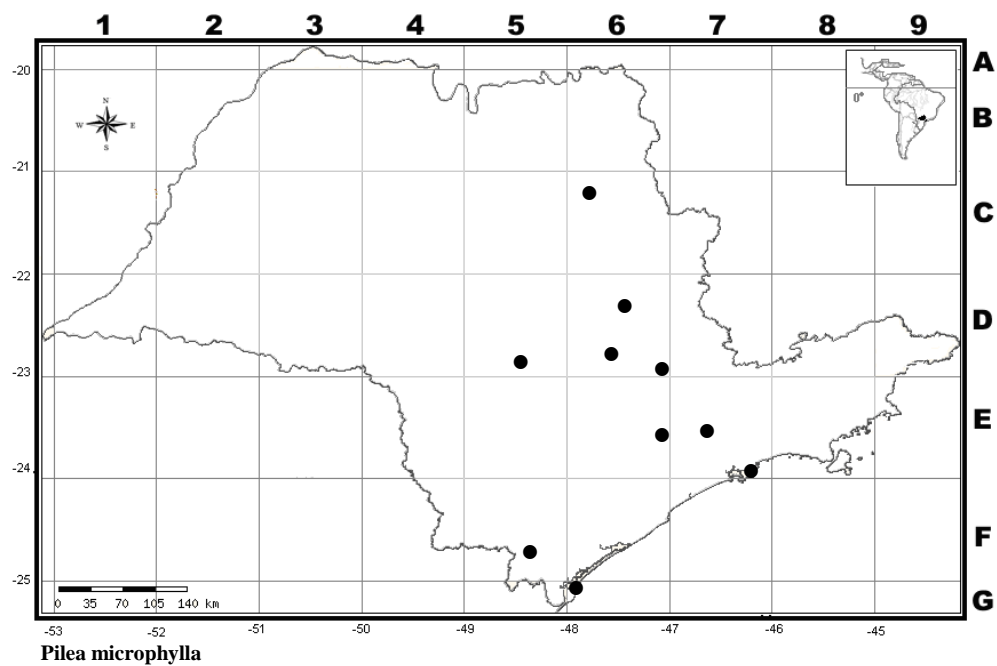 1 2 3 4 5 6 7 8 9
A
-20
0°
N
W E
S
B
-21
C
-22
D
-23
E
-24
F
-25
0 35 70 105 140 km
G
-53 -52 -51 -50 -49 -48 -47 -46 -45
Pilea microphylla